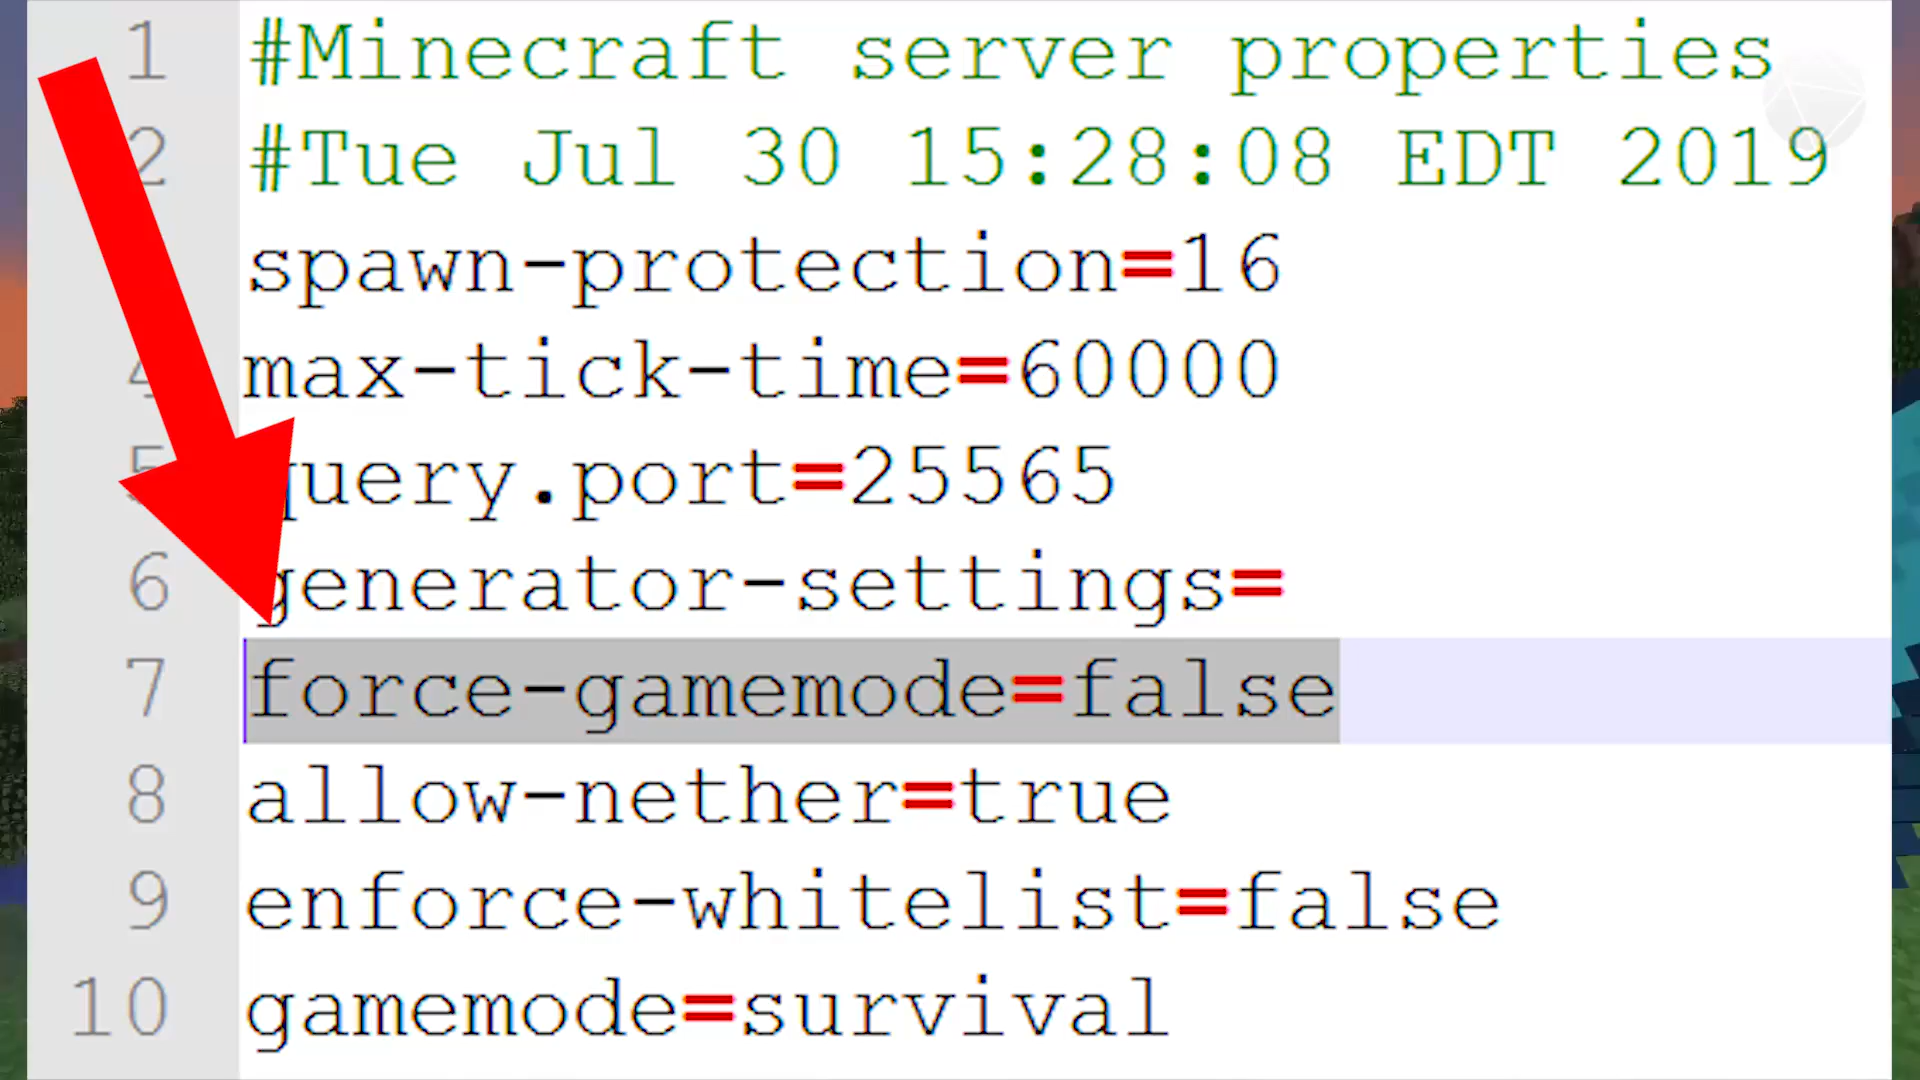 1 #Minecraft server properties
2 #Tue Jul 30 15:28:08 EDT 2019
spawn-protection=16
4 max-tick-time=60000
5 query.port=25565
6 generator-settings=
7 force-gamemode=false
8 allow-nether=true
9 enforce-whitelist=false
10 gamemode=survival